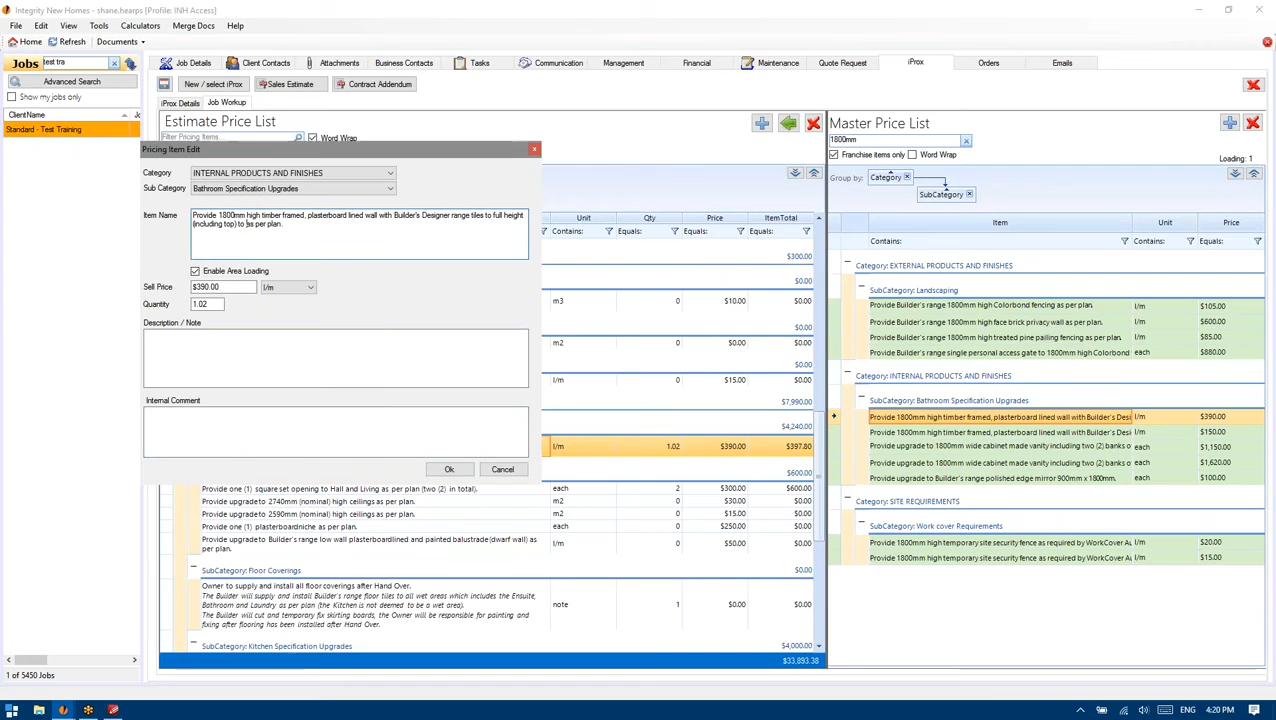 Integrity New Homes - shane.hearps [Profile: INH Access]
File Edit View Tools Calculators Merge Docs Help
Home Refresh Documents
Jobs test tra
Advanced Search
Show my jobs only
ClientName
Standard - Test Training
1 of 5450 Jobs
Job Details Client Contacts Attachments Business Contacts Tasks Communication Management Financial Maintenance Quote Request iProx Orders Emails
New / select iProx Sales Estimate Contract Addendum
iProx Details Job Workup
Estimate Price List
Filter Pricing Items... Word Wrap
Pricing Item Edit
Category INTERNAL PRODUCTS AND FINISHES
Sub Category Bathroom Specification Upgrades
Item Name Provide 1800mm high timber framed, plasterboard lined wall with Builder's Designer range tiles to full height
(including top) to as per plan.
Enable Area Loading
Sell Price $390.00 l/m
Quantity 1.02
Description / Note
Internal Comment
Ok Cancel
Unit Qty Price ItemTotal
Contains: Equals: Equals: Equals:
$300.00
$0.00
m3 0 $10.00 $0.00
$0.00
m2 0 $0.00 $0.00
$0.00
l/m 0 $15.00 $0.00
$7,990.00
$4,240.00
l/m 1.02 $390.00 $397.80
$600.00
Provide one (1) square set opening to Hall and Living as per plan (two (2) in total). each 2 $300.00 $600.00
Provide upgrade to 2740mm (nominal) high ceilings as per plan. m2 0 $30.00 $0.00
Provide upgrade to 2590mm (nominal) high ceilings as per plan. m2 0 $15.00 $0.00
Provide one (1) plasterboard niche as per plan. each 0 $250.00 $0.00
Provide upgrade to Builder's range low wall plasterboard lined and painted balustrade (dwarf wall) as
per plan. l/m 0 $50.00 $0.00
SubCategory: Floor Coverings $0.00
Owner to supply and install all floor coverings after Hand Over.
The Builder will supply and install Builder's range floor tiles to all wet areas which includes the Ensuite,
Bathroom and Laundry as per plan (the Kitchen is not deemed to be a wet area). note 1 $0.00 $0.00
The Builder will cut and temporary fix skirting boards, the Owner will be responsible for painting and
fixing after flooring has been installed after Hand Over.
SubCategory: Kitchen Specification Upgrades $4,000.00
$33,893.38
Master Price List
1800mm
Franchise items only Word Wrap
Loading: 1
Group by: Category
SubCategory
Item Unit Price
Contains: Contains: Equals:
Category: EXTERNAL PRODUCTS AND FINISHES
SubCategory: Landscaping
Provide Builder's range 1800mm high Colorbond fencing as per plan. l/m $105.00
Provide Builder's range 1800mm high face brick privacy wall as per plan. l/m $600.00
Provide Builder's range 1800mm high treated pine pailing fencing as per plan. l/m $85.00
Provide Builder's range single personal access gate to 1800mm high Colorbond each $880.00
Category: INTERNAL PRODUCTS AND FINISHES
SubCategory: Bathroom Specification Upgrades
Provide 1800mm high timber framed, plasterboard lined wall with Builder's Desi l/m $390.00
Provide 1800mm high timber framed, plasterboard lined wall with Builder's Desi l/m $150.00
Provide upgrade to 1800mm wide cabinet made vanity including two (2) banks o each $1,150.00
Provide upgrade to 1800mm wide cabinet made vanity including two (2) banks o each $1,620.00
Provide upgrade to Builder's range polished edge mirror 900mm x 1800mm. each $100.00
Category: SITE REQUIREMENTS
SubCategory: Work cover Requirements
Provide 1800mm high temporary site security fence as required by WorkCover Au l/m $20.00
Provide 1800mm high temporary site security fence as required by WorkCover Au l/m $15.00
ENG 4:20 PM